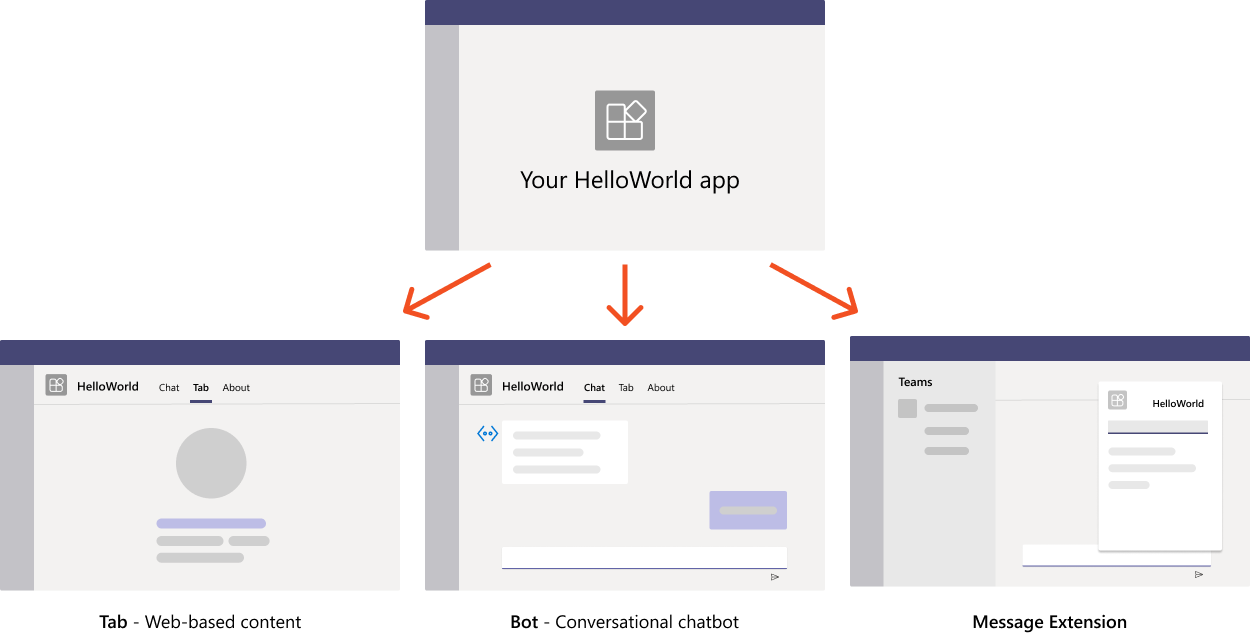 Your HelloWorld app
HelloWorld Chat Tab About
HelloWorld Chat Tab About
Teams
HelloWorld
Tab - Web-based content
Bot - Conversational chatbot
Message Extension